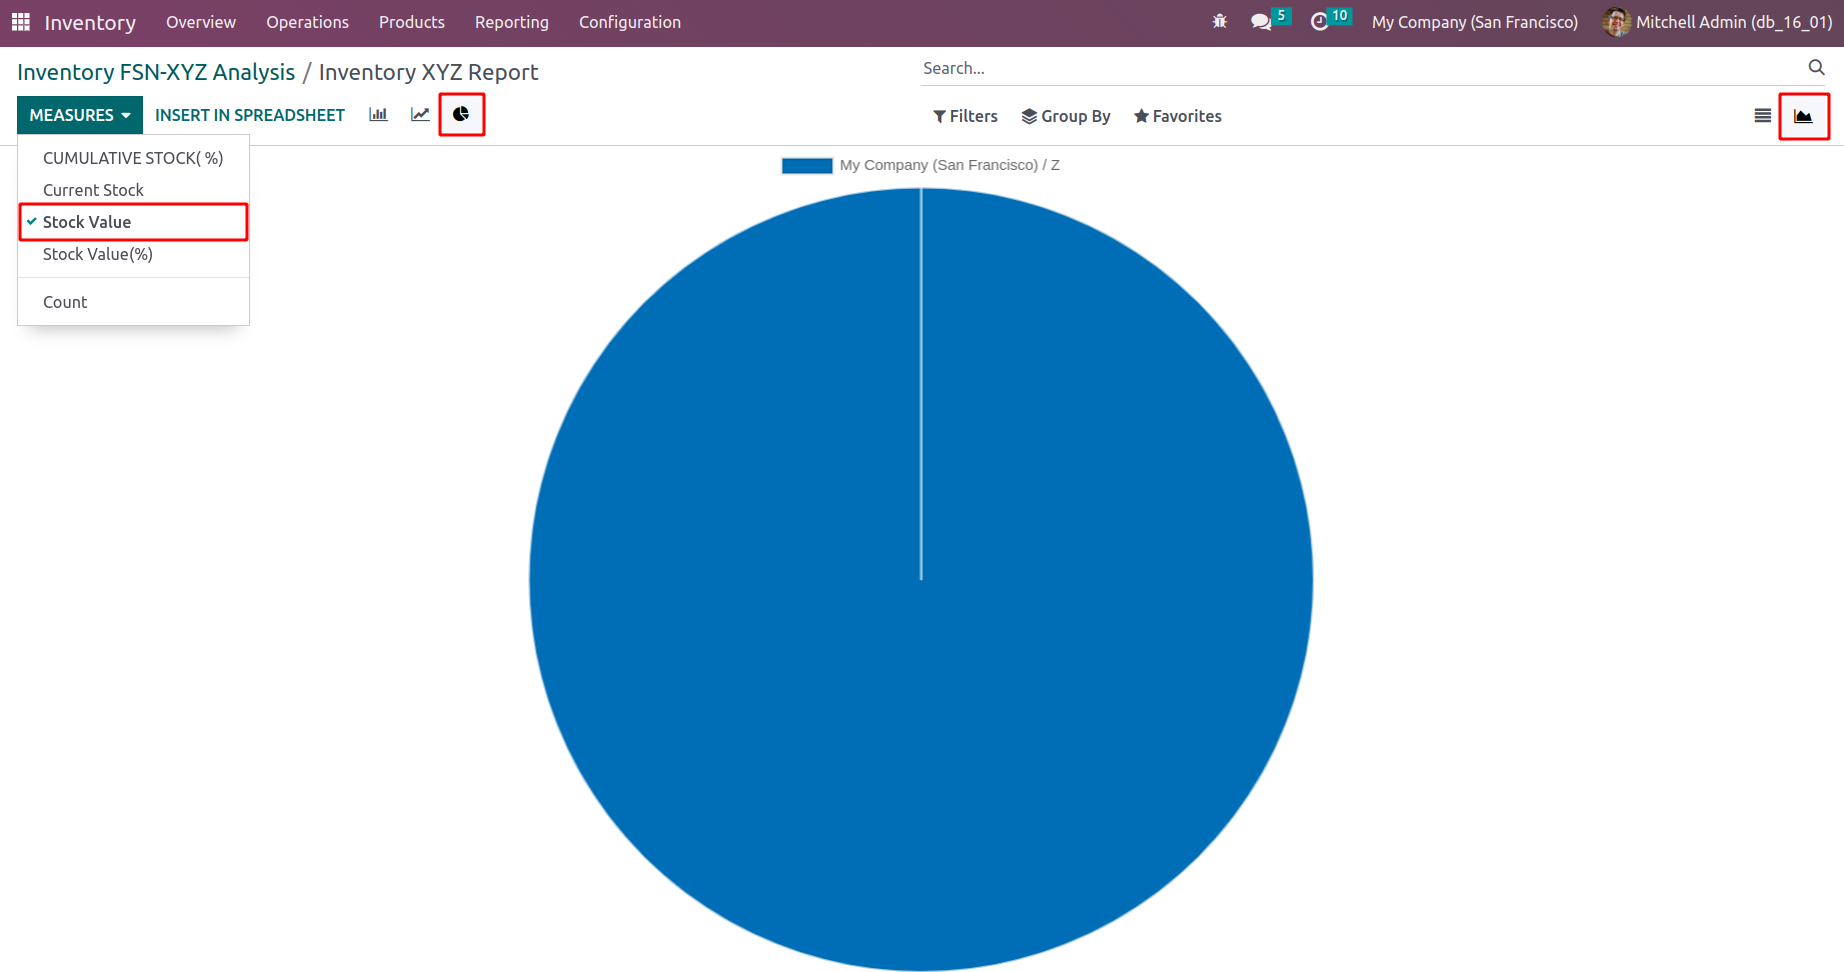 Inventory Overview Operations Products Reporting Configuration 5 10 My Company (San Francisco) Mitchell Admin (db_16_01)
Inventory FSN-XYZ Analysis / Inventory XYZ Report
Search...
MEASURES INSERT IN SPREADSHEET
Filters Group By Favorites
CUMULATIVE STOCK( %)
Current Stock
Stock Value
Stock Value(%)
Count
My Company (San Francisco) / Z